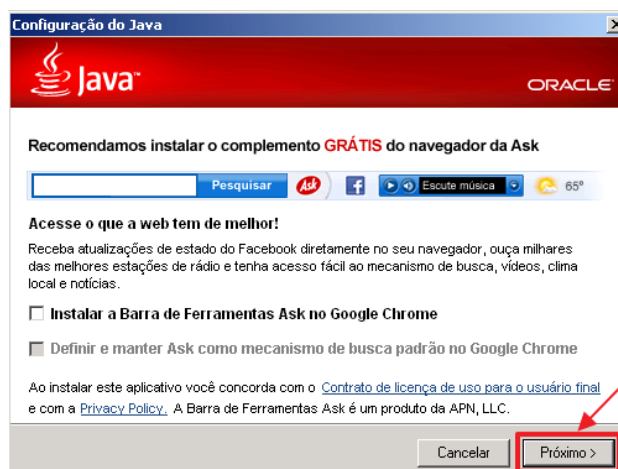 Configuração do Java
Java™
ORACLE
Recomendamos instalar o complemento GRÁTIS do navegador da Ask
Pesquisar Ask f Escute música 65°
Acesse o que a web tem de melhor!
Receba atualizações de estado do Facebook diretamente no seu navegador, ouça milhares
das melhores estações de rádio e tenha acesso fácil ao mecanismo de busca, vídeos, clima
local e notícias.
Instalar a Barra de Ferramentas Ask no Google Chrome
Definir e manter Ask como mecanismo de busca padrão no Google Chrome
Ao instalar este aplicativo você concorda com o Contrato de licença de uso para o usuário final
e com a Privacy Policy. A Barra de Ferramentas Ask é um produto da APN, LLC.
Cancelar Próximo >